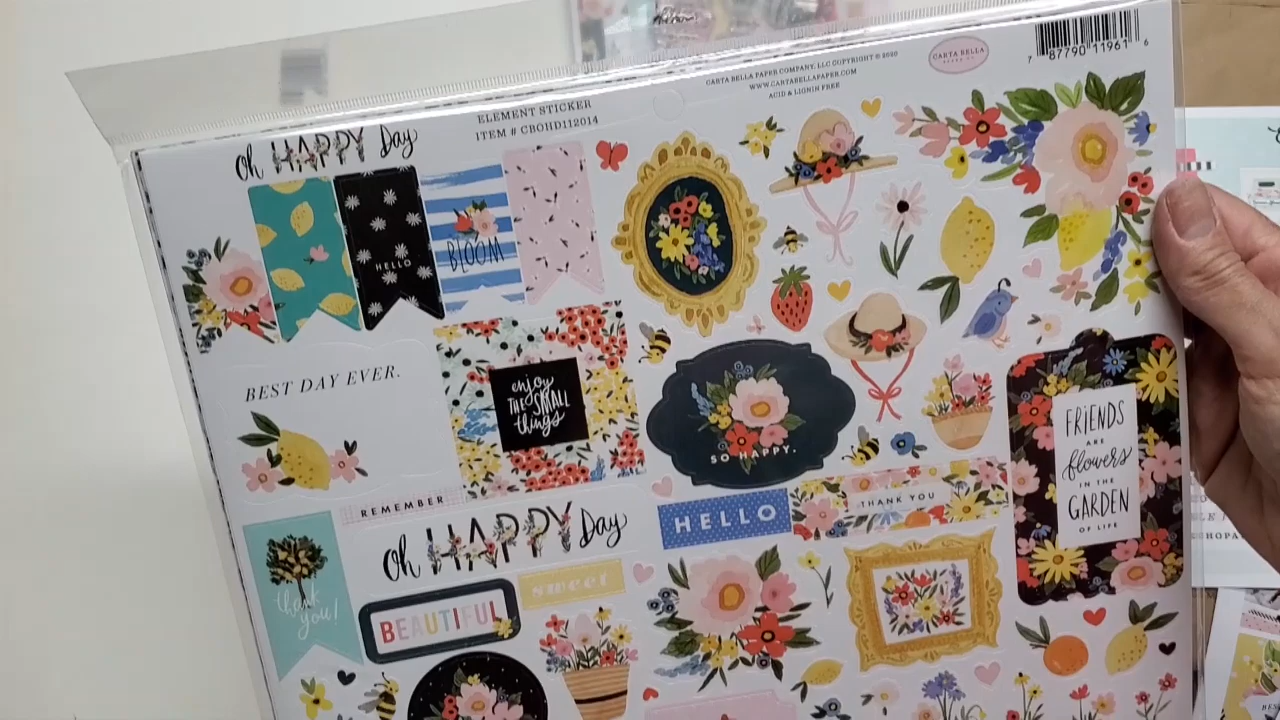 CARTA BELLA PAPER COMPANY, LLC COPYRIGHT © 2020
WWW.CARTABELLAPAPER.COM
ACID & LIGNIN FREE
CARTA BELLA
7 87790 11961 6
ELEMENT STICKER
ITEM # CBOHD112014
Oh HAPPY Day
HELLO
BLOOM
BEST DAY EVER.
enjoy
THE SMALL
things
SO HAPPY.
FRIENDS
ARE
flowers
IN THE
GARDEN
OF LIFE
REMEMBER
Oh HAPPY Day
HELLO
THANK YOU
thank
you!
BEAUTIFUL
sweet